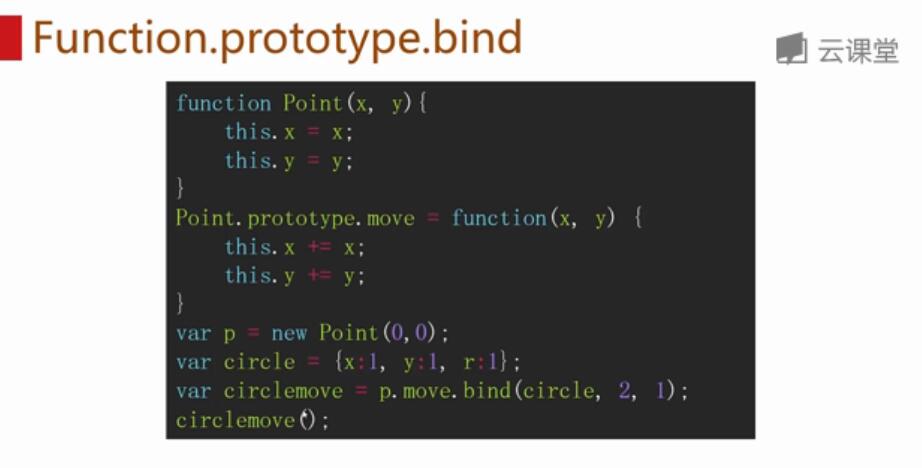 Function.prototype.bind
云课堂
function Point(x, y){
    this.x = x;
    this.y = y;
}
Point.prototype.move = function(x, y) {
    this.x += x;
    this.y += y;
}
var p = new Point(0,0);
var circle = {x:1, y:1, r:1};
var circlemove = p.move.bind(circle, 2, 1);
circlemove();